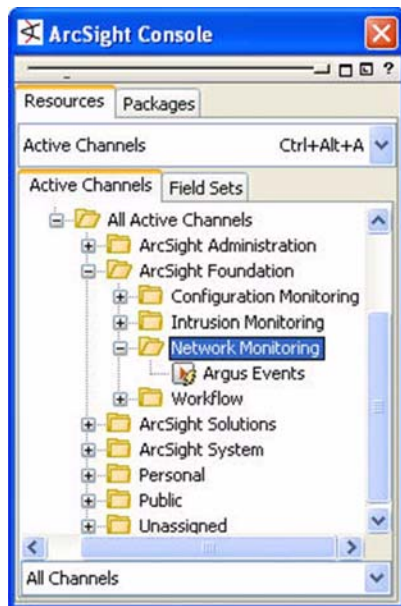 ArcSight Console
?
Resources Packages
Active Channels Ctrl+Alt+A
Active Channels Field Sets
All Active Channels
ArcSight Administration
ArcSight Foundation
Configuration Monitoring
Intrusion Monitoring
Network Monitoring
Argus Events
Workflow
ArcSight Solutions
ArcSight System
Personal
Public
Unassigned
All Channels